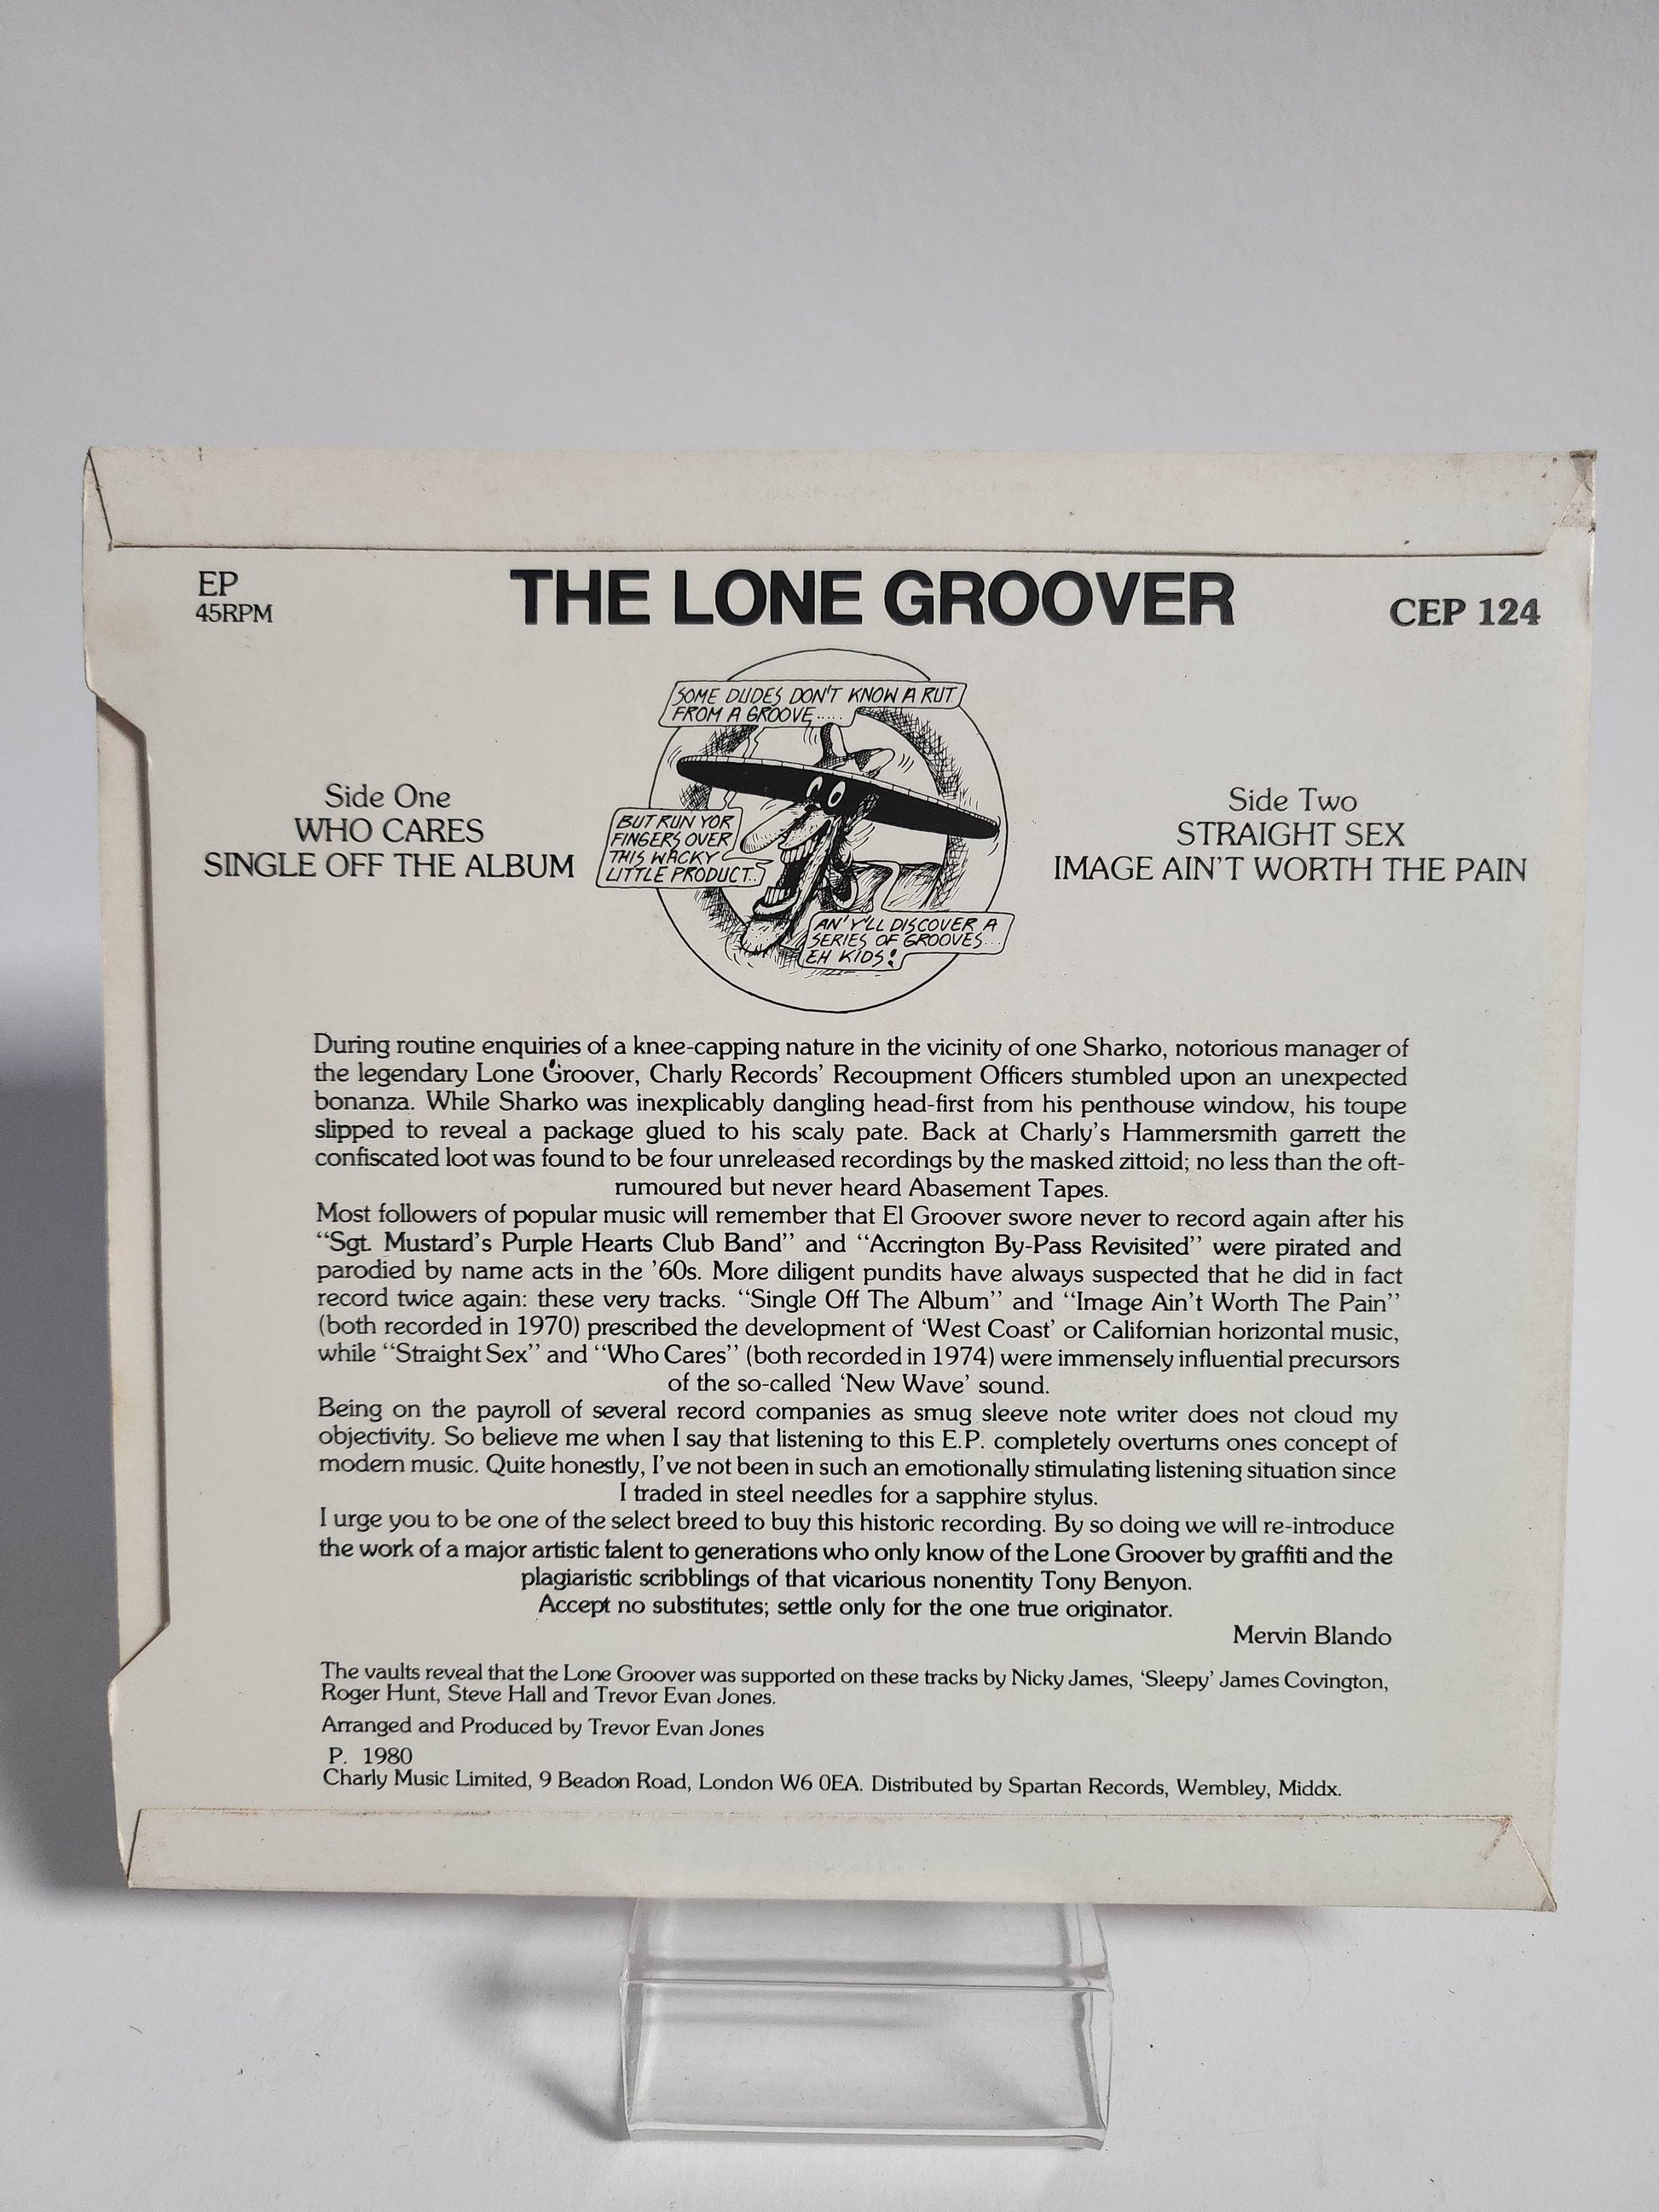 EP
45RPM
THE LONE GROOVER
CEP 124
SOME DUDES DON'T KNOW A RUT
FROM A GROOVE.....
BUT RUN YOR
FINGERS OVER
THIS WACKY
LITTLE PRODUCT..
AN' Y'LL DISCOVER A
SERIES OF GROOVES...
EH KIDS!
Side One
WHO CARES
SINGLE OFF THE ALBUM
Side Two
STRAIGHT SEX
IMAGE AIN'T WORTH THE PAIN
During routine enquiries of a knee-capping nature in the vicinity of one Sharko, notorious manager of
the legendary Lone Groover, Charly Records' Recoupment Officers stumbled upon an unexpected
bonanza. While Sharko was inexplicably dangling head-first from his penthouse window, his toupe
slipped to reveal a package glued to his scaly pate. Back at Charly's Hammersmith garrett the
confiscated loot was found to be four unreleased recordings by the masked zittoid; no less than the oft-
rumoured but never heard Abasement Tapes.
Most followers of popular music will remember that El Groover swore never to record again after his
"Sgt. Mustard's Purple Hearts Club Band" and "Accrington By-Pass Revisited" were pirated and
parodied by name acts in the '60s. More diligent pundits have always suspected that he did in fact
record twice again: these very tracks. "Single Off The Album" and "Image Ain't Worth The Pain"
(both recorded in 1970) prescribed the development of 'West Coast' or Californian horizontal music,
while "Straight Sex" and "Who Cares" (both recorded in 1974) were immensely influential precursors
of the so-called 'New Wave' sound.
Being on the payroll of several record companies as smug sleeve note writer does not cloud my
objectivity. So believe me when I say that listening to this E.P. completely overturns ones concept of
modern music. Quite honestly, I've not been in such an emotionally stimulating listening situation since
I traded in steel needles for a sapphire stylus.
I urge you to be one of the select breed to buy this historic recording. By so doing we will re-introduce
the work of a major artistic talent to generations who only know of the Lone Groover by graffiti and the
plagiaristic scribblings of that vicarious nonentity Tony Benyon.
Accept no substitutes; settle only for the one true originator.
Mervin Blando
The vaults reveal that the Lone Groover was supported on these tracks by Nicky James, 'Sleepy' James Covington,
Roger Hunt, Steve Hall and Trevor Evan Jones.
Arranged and Produced by Trevor Evan Jones
P. 1980
Charly Music Limited, 9 Beadon Road, London W6 0EA. Distributed by Spartan Records, Wembley, Middx.